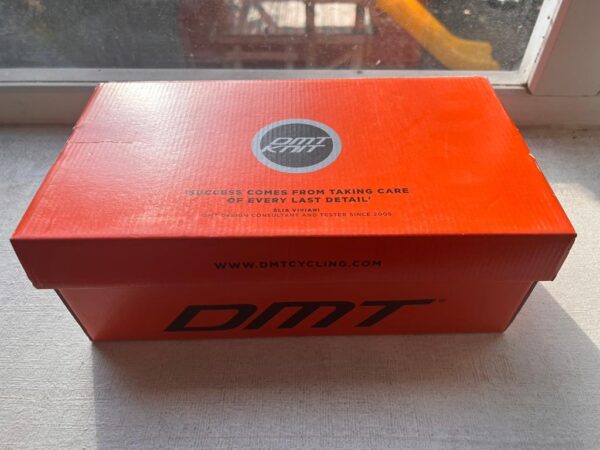 DMT
KNIT
'SUCCESS COMES FROM TAKING CARE
OF EVERY LAST DETAIL'
ELIA VIVIANI
DMT DESIGN CONSULTANT AND TESTER SINCE 2005
WWW.DMTCYCLING.COM
DMT®